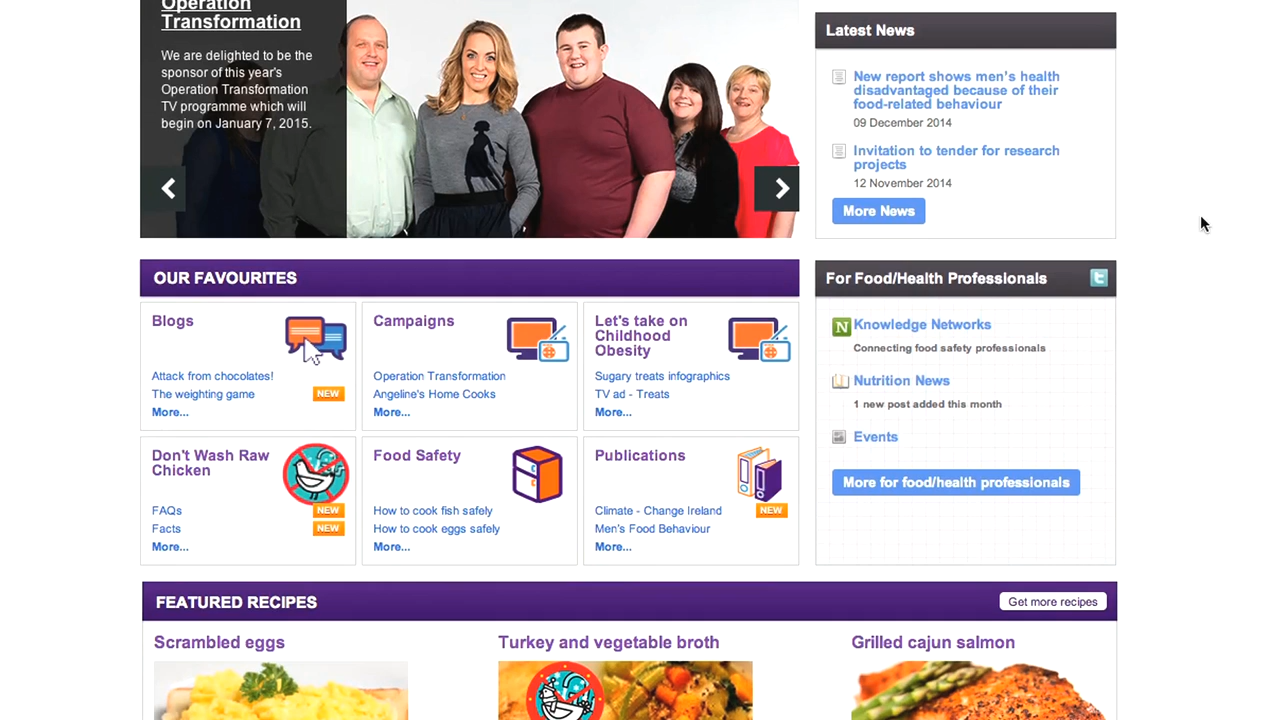 Operation
Transformation
We are delighted to be the
sponsor of this year's
Operation Transformation
TV programme which will
begin on January 7, 2015.
Latest News
New report shows men's health
disadvantaged because of their
food-related behaviour
09 December 2014
Invitation to tender for research
projects
12 November 2014
More News
OUR FAVOURITES
Blogs
Attack from chocolates!
The weighting game
NEW
More...
Campaigns
Operation Transformation
Angeline's Home Cooks
More...
Let's take on
Childhood
Obesity
Sugary treats infographics
TV ad - Treats
More...
Don't Wash Raw
Chicken
FAQs
NEW
Facts
NEW
More...
Food Safety
How to cook fish safely
How to cook eggs safely
More...
Publications
Climate - Change Ireland
NEW
Men's Food Behaviour
More...
For Food/Health Professionals
t
N
Knowledge Networks
Connecting food safety professionals
Nutrition News
1 new post added this month
Events
More for food/health professionals
FEATURED RECIPES
Get more recipes
Scrambled eggs
Turkey and vegetable broth
Grilled cajun salmon